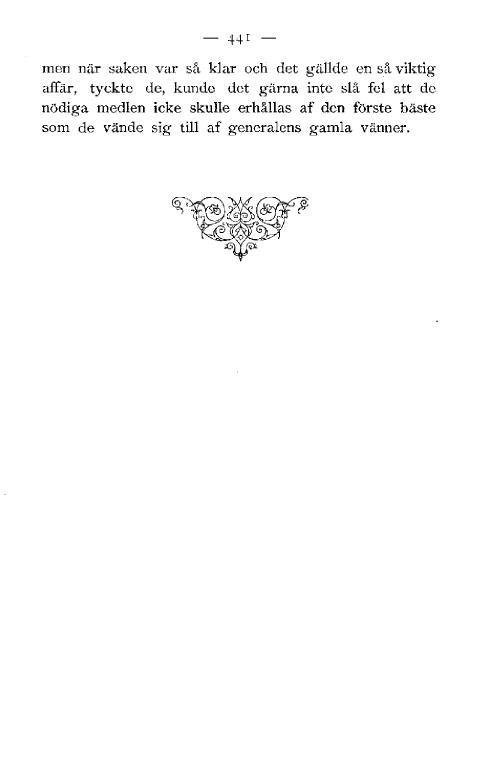 — 441 —
men när saken var så klar och det gällde en så viktig
affär, tyckte de, kunde det gärna inte slå fel att de
nödiga medlen icke skulle erhållas af den förste bäste
som de vände sig till af generalens gamla vänner.